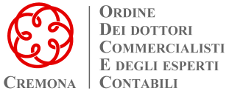 Ordine
Dei dottori
Commercialisti
E degli esperti
Contabili
Cremona